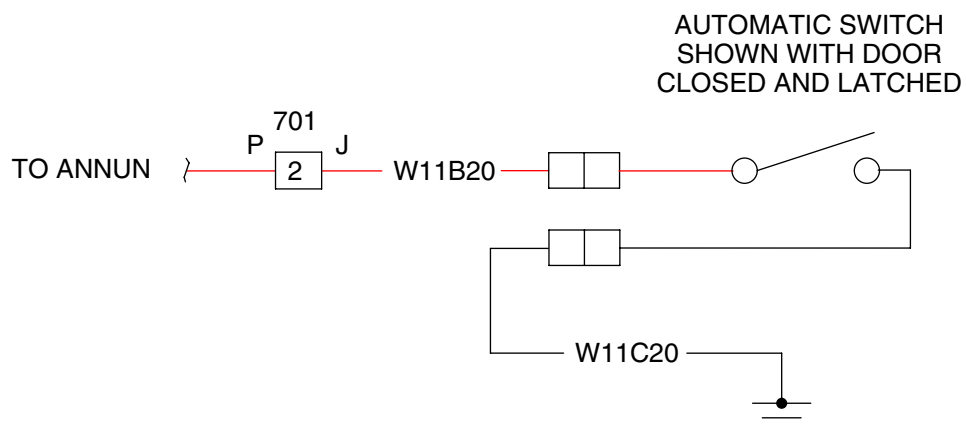 AUTOMATIC SWITCH
SHOWN WITH DOOR
CLOSED AND LATCHED
701
P J
TO ANNUN 2 W11B20
W11C20